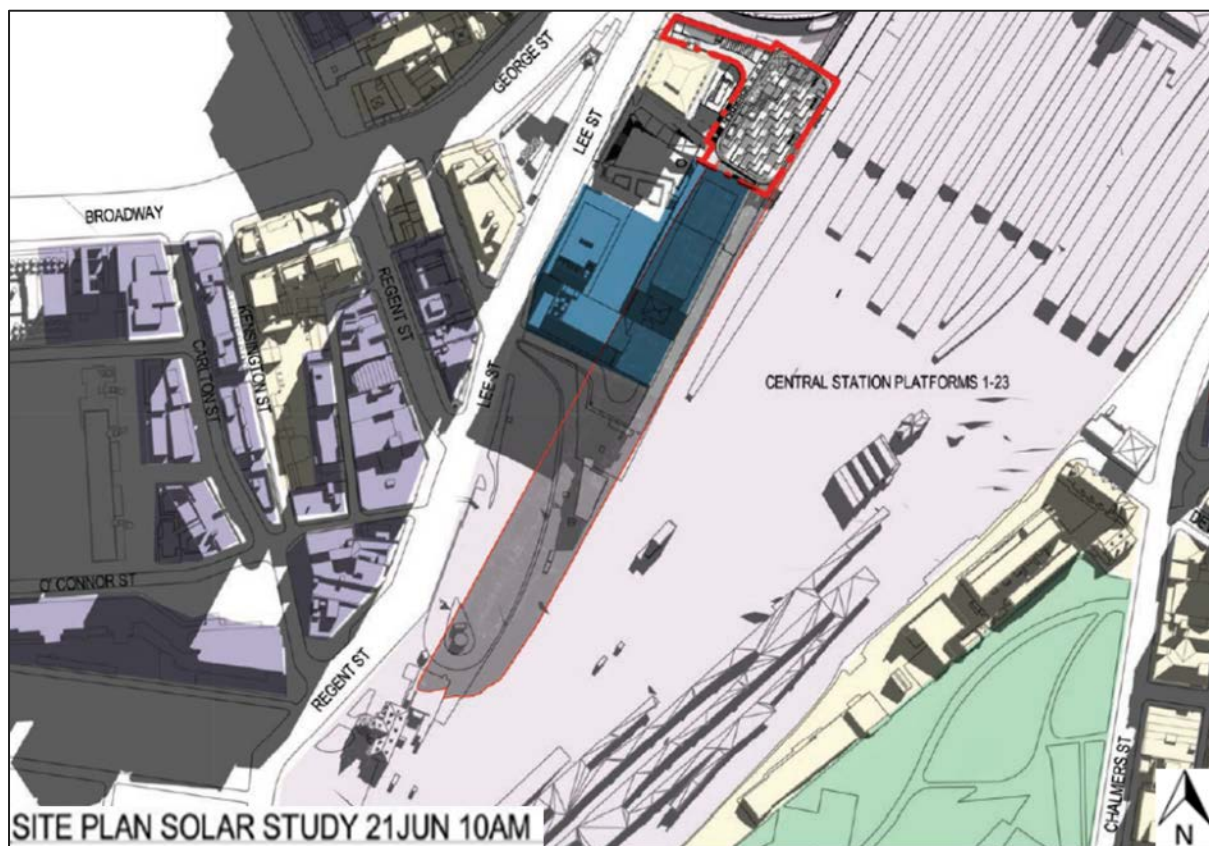 GEORGE ST
LEE ST
BROADWAY
REGENT ST
KENSINGTON ST
CARLTON ST
LEE ST
CENTRAL STATION PLATFORMS 1-23
O' CONNOR ST
REGENT ST
CHALMERS ST
SITE PLAN SOLAR STUDY 21JUN 10AM
N